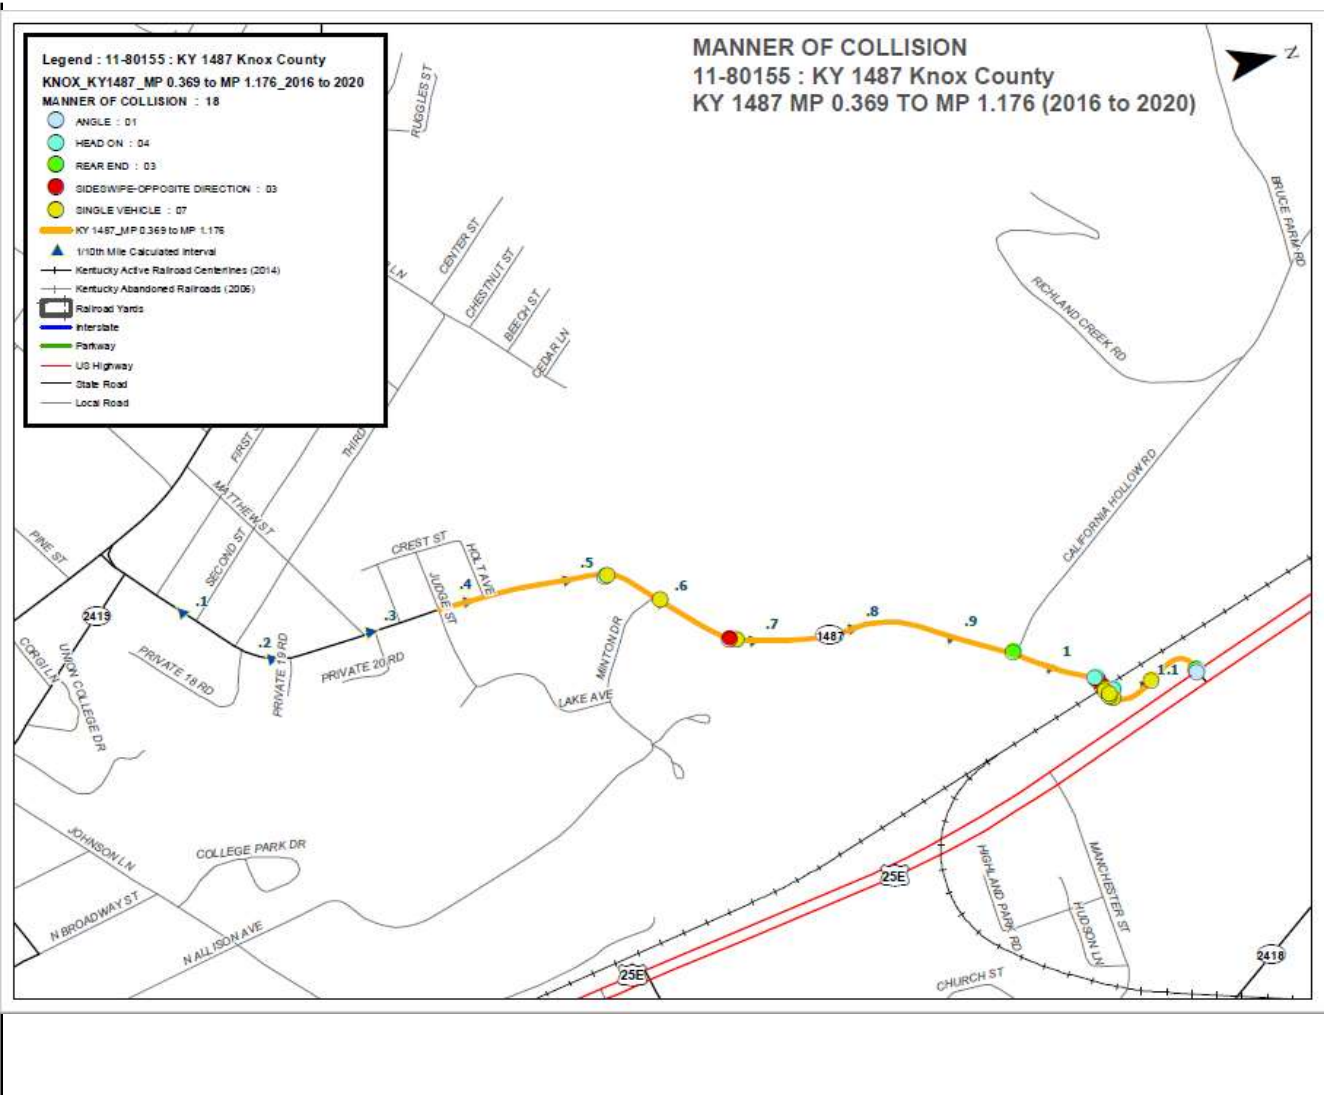 Legend : 11-80155 : KY 1487 Knox County
KNOX_KY1487_MP 0.369 to MP 1.176_2016 to 2020
MANNER OF COLLISION : 18
ANGLE : 01
HEAD ON : 04
REAR END : 03
SIDESWIPE-OPPOSITE DIRECTION : 03
SINGLE VEHICLE : 07
KY 1487_MP 0.369 to MP 1.176
1/10th Mile Calculated Interval
Kentucky Active Railroad Centerlines (2014)
Kentucky Abandoned Railroads (2006)
Railroad Yards
Interstate
Parkway
US Highway
State Road
Local Road
MANNER OF COLLISION
11-80155 : KY 1487 Knox County
KY 1487 MP 0.369 TO MP 1.176 (2016 to 2020)
N
RUGGLES ST
BRUCE FARM RD
CENTER ST
LN
CHESTNUT ST
BEECH ST
CEDAR LN
RICHLAND CREEK RD
FIRST S
THIRD
MATTHEW ST
SECOND ST
PINE ST
CREST ST
HOLT AVE
JUDGE ST
CALIFORNIA HOLLOW RD
.1
.2
.3
.4
.5
.6
.7
.8
.9
1
1.1
1487
2419
CORGI LN
UNION COLLEGE DR
PRIVATE 18 RD
PRIVATE 19 RD
PRIVATE 20 RD
MINTON DR
LAKE AVE
JOHNSON LN
COLLEGE PARK DR
N BROADWAY ST
N ALLISON AVE
25E
25E
HIGHLAND PARK RD
MANCHESTER ST
HUDSON LN
CHURCH ST
2418